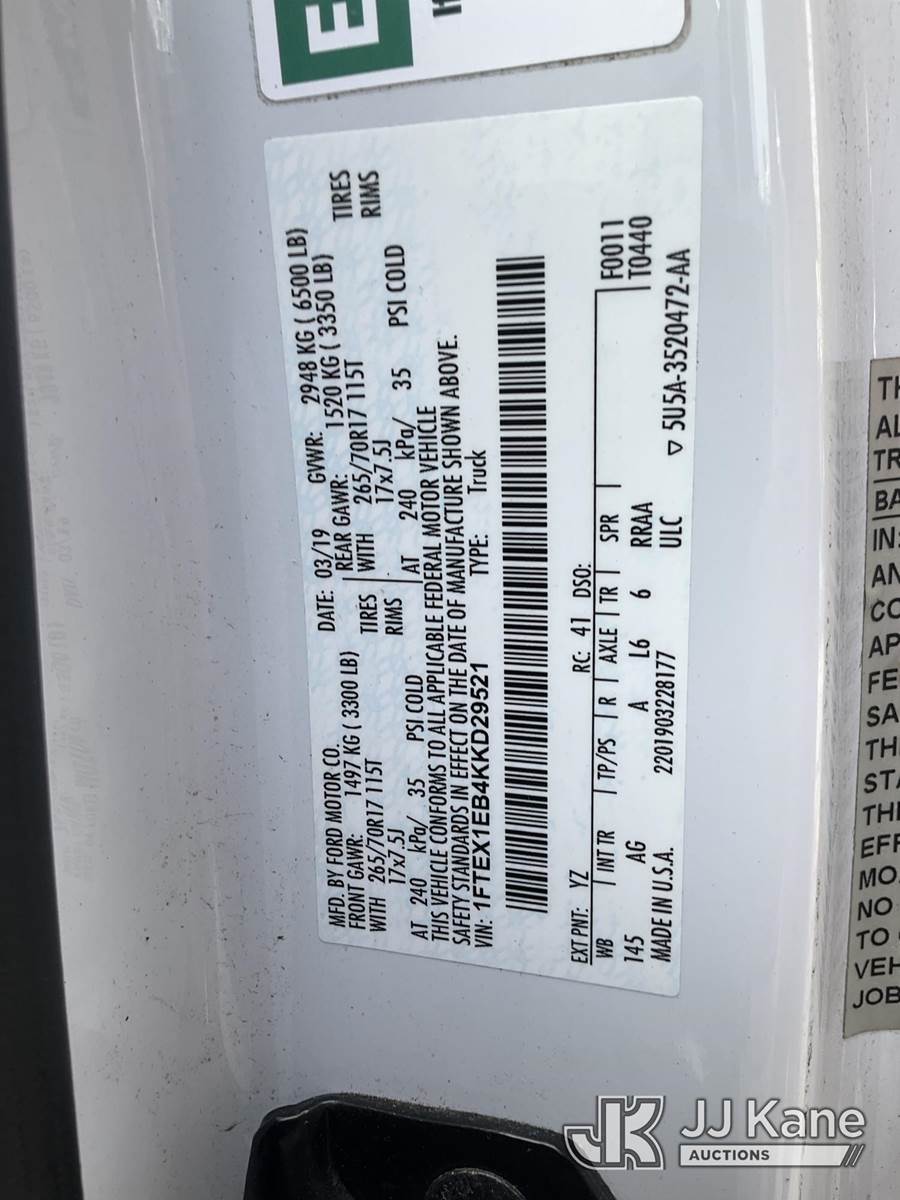 MFD. BY FORD MOTOR CO. DATE: 03/19 GVWR: 2948 KG ( 6500 LB)
FRONT GAWR: 1497 KG ( 3300 LB) REAR GAWR: 1520 KG ( 3350 LB)
WITH 265/70R17 115T TIRES WITH 265/70R17 115T TIRES
17x7.5J RIMS 17x7.5J RIMS
AT 240 kPa/ 35 PSI COLD AT 240 kPa/ 35 PSI COLD
THIS VEHICLE CONFORMS TO ALL APPLICABLE FEDERAL MOTOR VEHICLE
SAFETY STANDARDS IN EFFECT ON THE DATE OF MANUFACTURE SHOWN ABOVE.
VIN: 1FTEX1EB4KKD29521 TYPE: Truck
EXT PNT: YZ RC: 41 DSO:
WB INT TR TP/PS R AXLE TR SPR F0011
145 AG A L6 6 RRAA T0440
MADE IN U.S.A. 2201903228177 ULC ▽ 5U5A-3520472-AA
E
TR
IN:
TO
JJ Kane
AUCTIONS